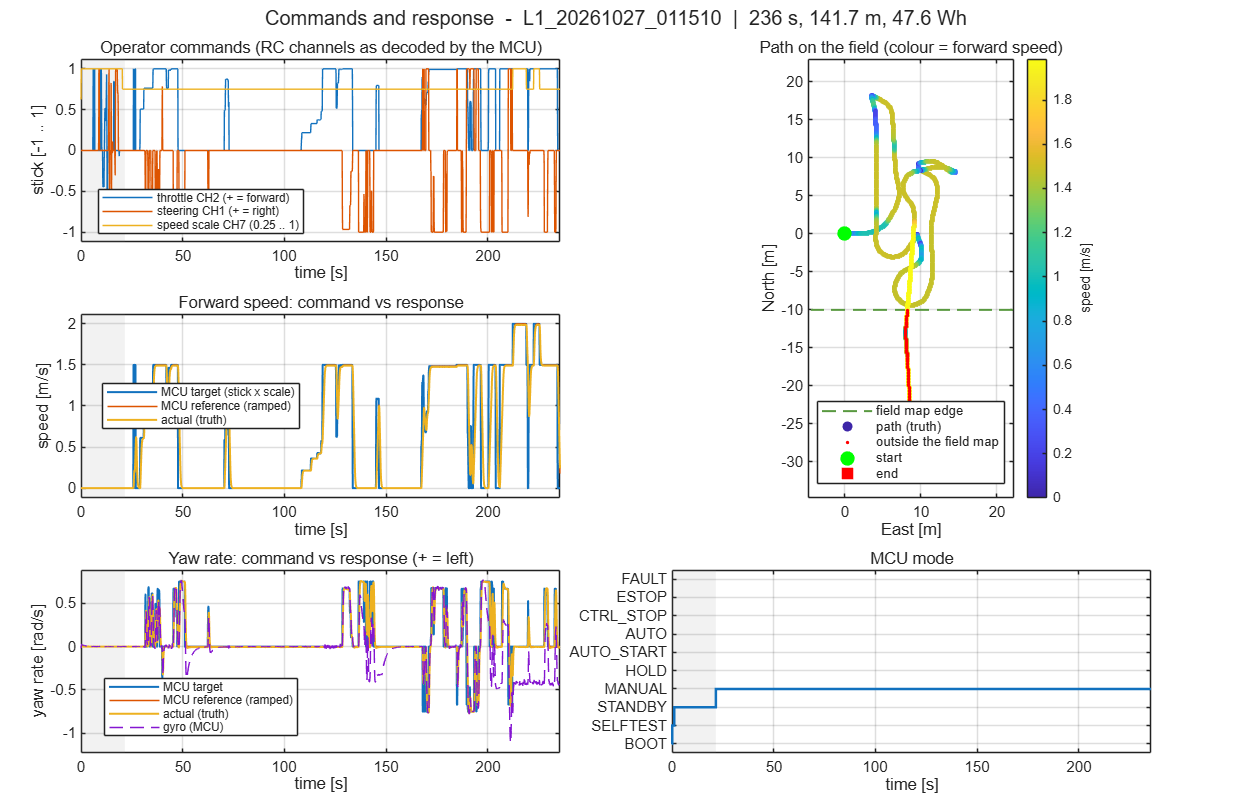 Commands and response - L1_20261027_011510 | 236 s, 141.7 m, 47.6 Wh
Operator commands (RC channels as decoded by the MCU)
stick [-1 .. 1]
1
0.5
0
-0.5
-1
throttle CH2 (+ = forward)
steering CH1 (+ = right)
speed scale CH7 (0.25 .. 1)
0
50
100
150
200
time [s]
Path on the field (colour = forward speed)
North [m]
20
15
10
5
0
-5
-10
-15
-20
-25
-30
field map edge
path (truth)
outside the field map
start
end
0
10
20
East [m]
1.8
1.6
1.4
1.2
1
0.8
0.6
0.4
0.2
0
speed [m/s]
Forward speed: command vs response
speed [m/s]
2
1.5
1
0.5
0
MCU target (stick x scale)
MCU reference (ramped)
actual (truth)
0
50
100
150
200
time [s]
Yaw rate: command vs response (+ = left)
yaw rate [rad/s]
0.5
0
-0.5
-1
MCU target
MCU reference (ramped)
actual (truth)
gyro (MCU)
0
50
100
150
200
time [s]
MCU mode
FAULT
ESTOP
CTRL_STOP
AUTO
AUTO_START
HOLD
MANUAL
STANDBY
SELFTEST
BOOT
0
50
100
150
200
time [s]